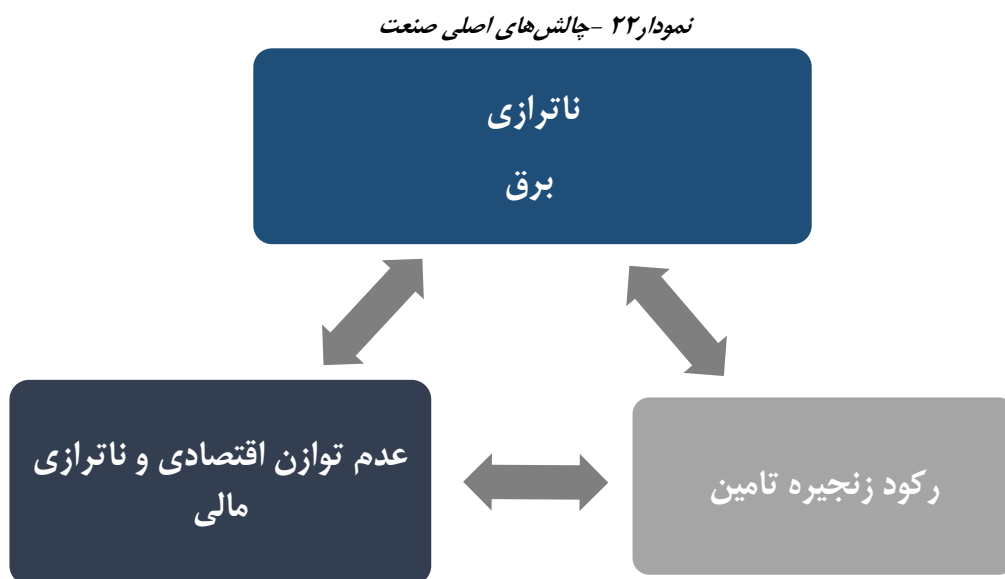 نمودار۲۲ -چالش‌های اصلی صنعت
ناترازی
برق
عدم توازن اقتصادی و ناترازی
مالی
رکود زنجیره تامین